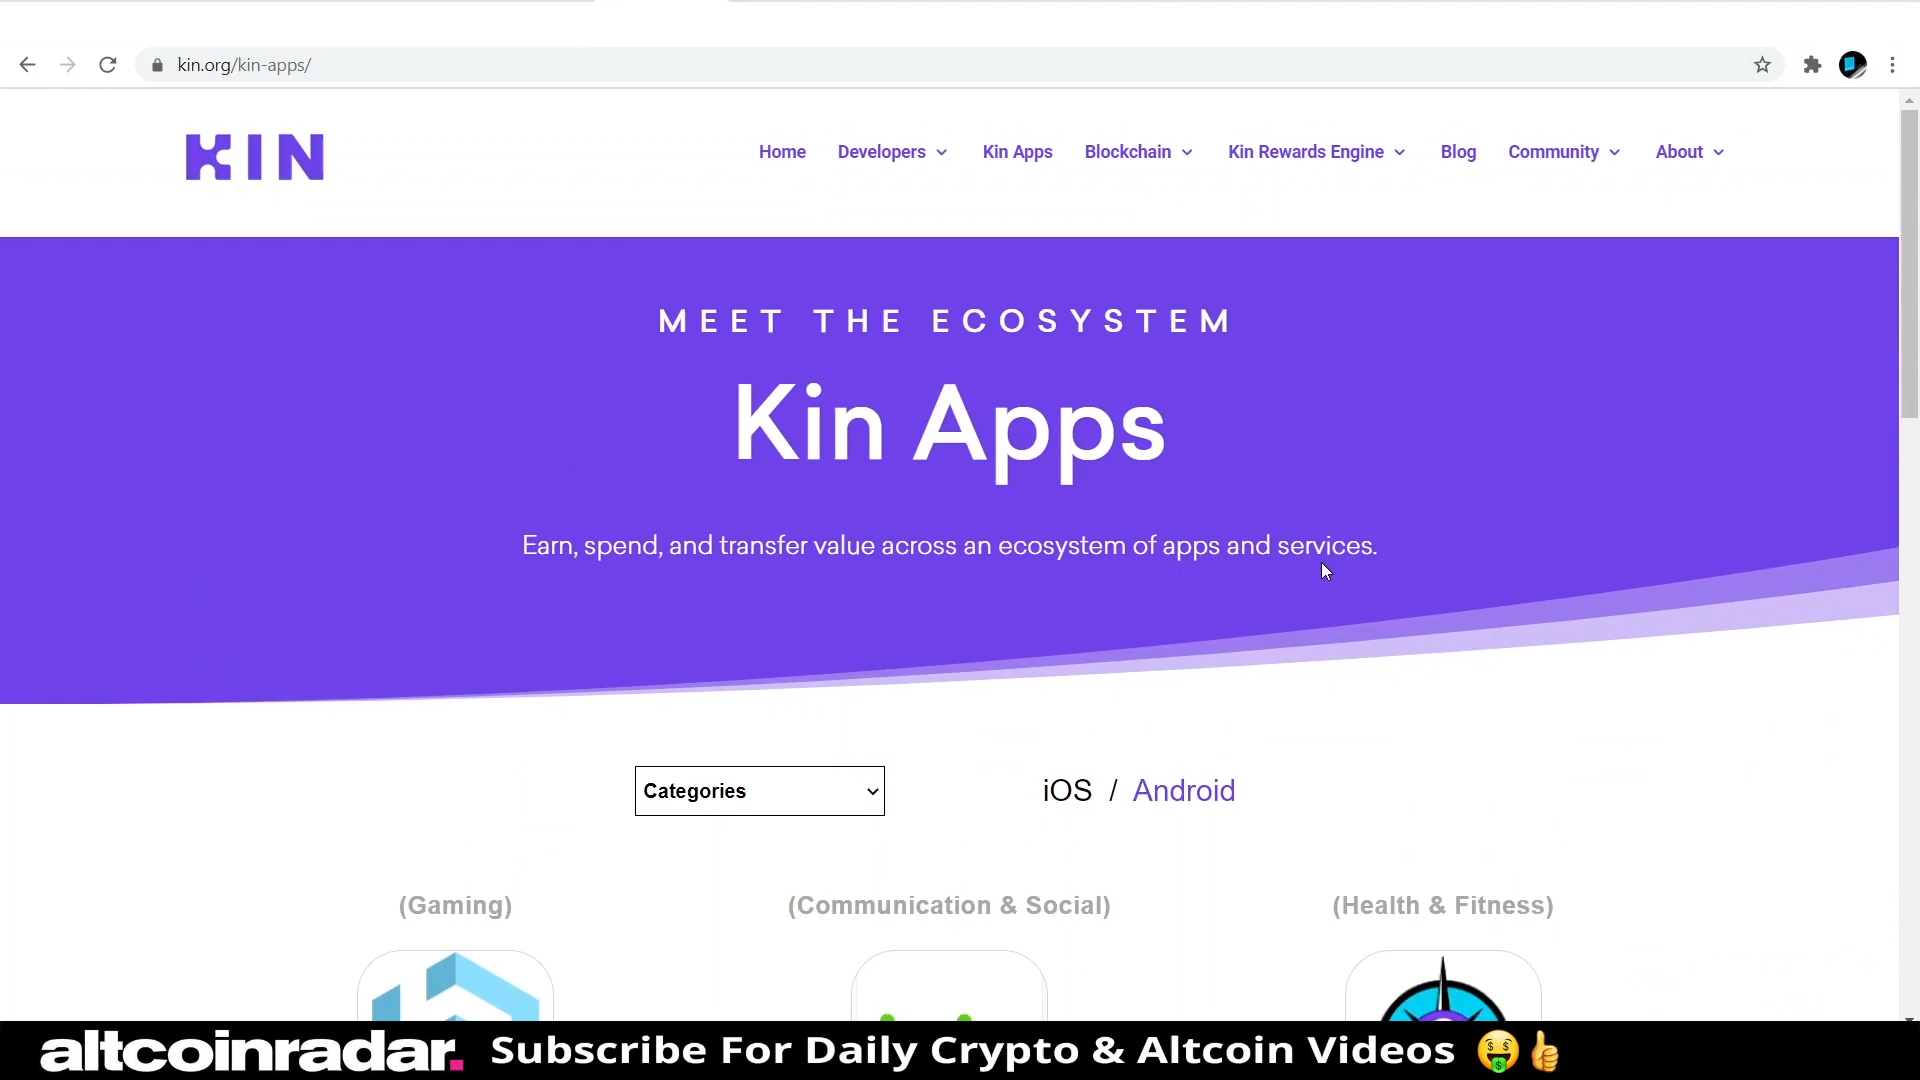 kin.org/kin-apps/
KIN
Home Developers Kin Apps Blockchain Kin Rewards Engine Blog Community About
MEET THE ECOSYSTEM
Kin Apps
Earn, spend, and transfer value across an ecosystem of apps and services.
Categories iOS / Android
(Gaming) (Communication & Social) (Health & Fitness)
altcoinradar. Subscribe For Daily Crypto & Altcoin Videos 🤑👍